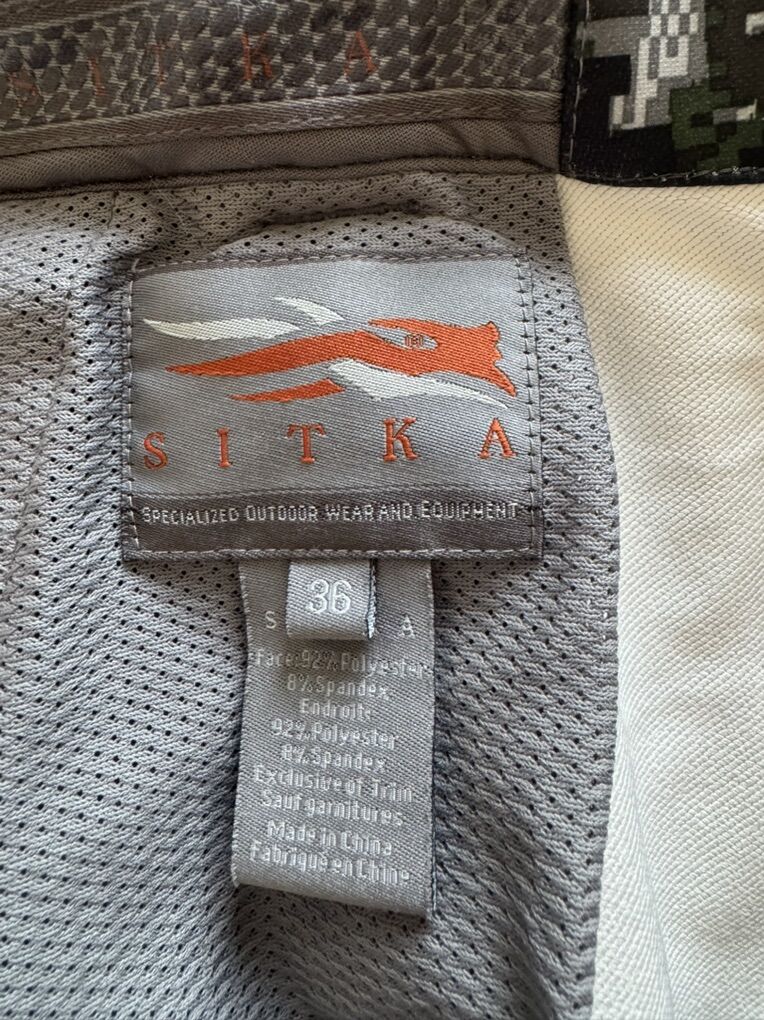 SITKA
SITKA
SPECIALIZED OUTDOOR WEAR AND EQUIPMENT
36
S K A
Face:92% Polyester
8% Spandex
Endroit:
92% Polyester
8% Spandex
Exclusive of Trim
Sauf garnitures
Made in China
Fabrique en Chine